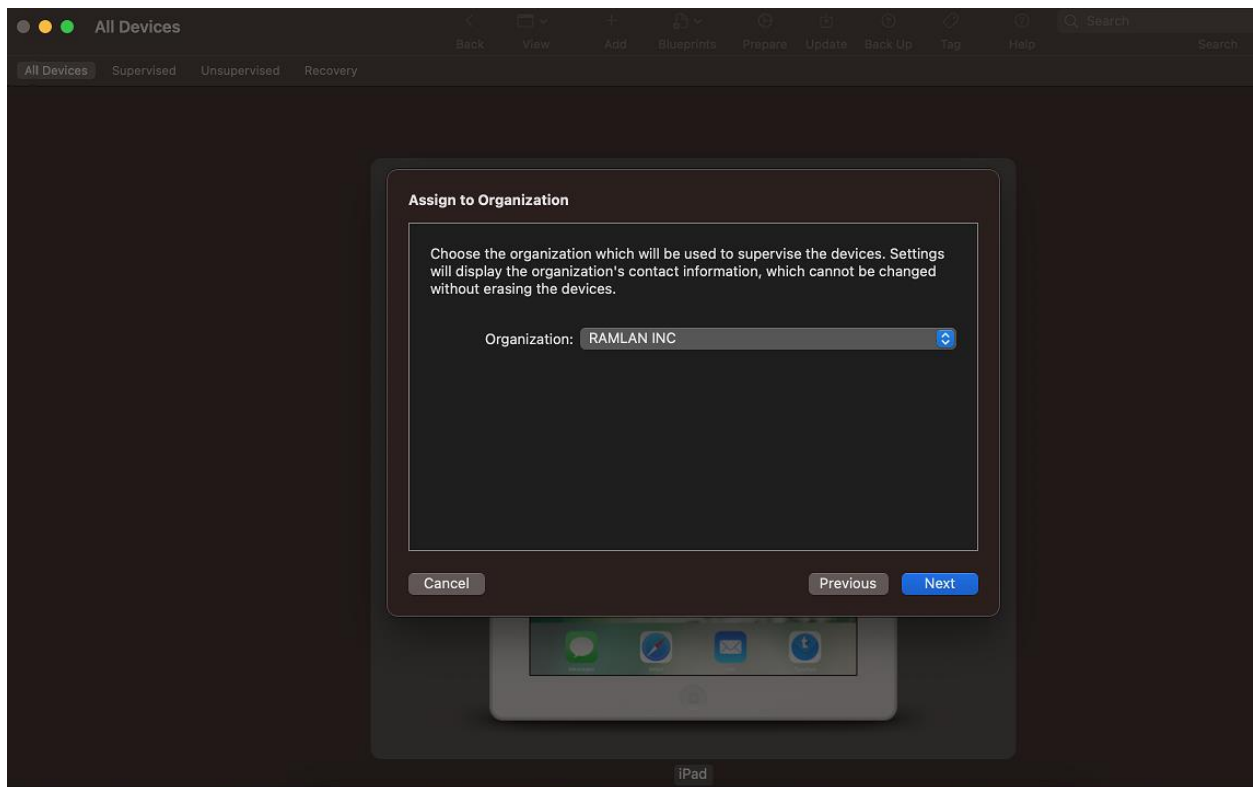 All Devices
Back View Add Blueprints Prepare Update Back Up Tag Help Search
Search
All Devices Supervised Unsupervised Recovery
Assign to Organization
Choose the organization which will be used to supervise the devices. Settings
will display the organization's contact information, which cannot be changed
without erasing the devices.
Organization: RAMLAN INC
Cancel Previous Next
iPad